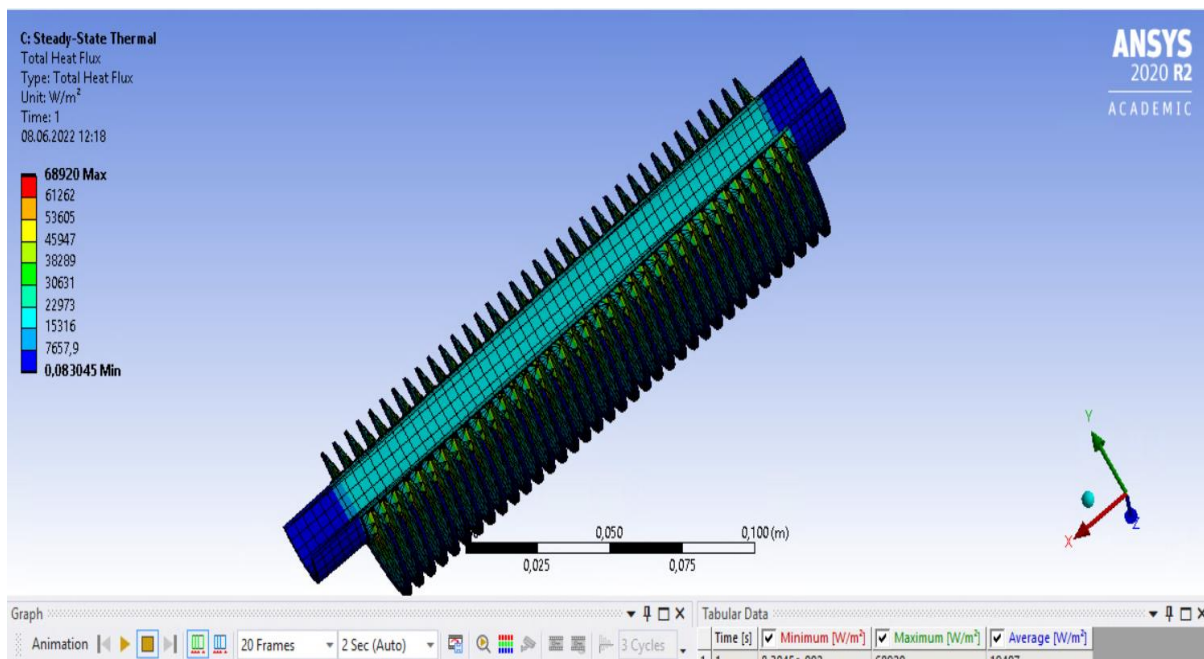 C: Steady-State Thermal
Total Heat Flux
Type: Total Heat Flux
Unit: W/m²
Time: 1
08.06.2022 12:18
68920 Max
61262
53605
45947
38289
30631
22973
15316
7657,9
0,083045 Min
ANSYS
2020 R2
ACADEMIC
0,050
0,100 (m)
0,025
0,075
Y
X
Z
Graph
Animation
20 Frames
2 Sec (Auto)
3 Cycles
Tabular Data
Time [s]
Minimum [W/m²]
Maximum [W/m²]
Average [W/m²]